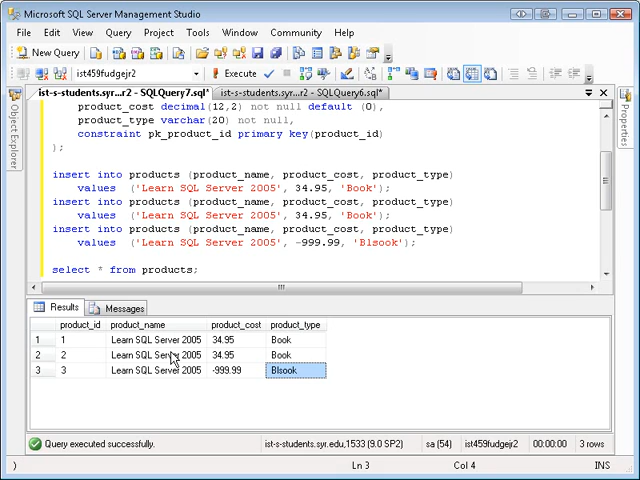 Microsoft SQL Server Management Studio
File Edit View Query Project Tools Window Community Help
New Query
ist459fudgejr2 Execute
ist-s-students.syr...r2 - SQLQuery7.sql* ist-s-students.syr...r2 - SQLQuery6.sql*
Object Explorer
Properties
product_cost decimal(12,2) not null default (0),
product_type varchar(20) not null,
constraint pk_product_id primary key(product_id)
);
insert into products (product_name, product_cost, product_type)
values ('Learn SQL Server 2005', 34.95, 'Book');
insert into products (product_name, product_cost, product_type)
values ('Learn SQL Server 2005', 34.95, 'Book');
insert into products (product_name, product_cost, product_type)
values ('Learn SQL Server 2005', -999.99, 'Blsook');
select * from products;
Results Messages
product_id product_name product_cost product_type
1 1 Learn SQL Server 2005 34.95 Book
2 2 Learn SQL Server 2005 34.95 Book
3 3 Learn SQL Server 2005 -999.99 Blsook
Query executed successfully. ist-s-students.syr.edu,1533 (9.0 SP2) sa (54) ist459fudgejr2 00:00:00 3 rows
) Ln 3 Col 4 INS